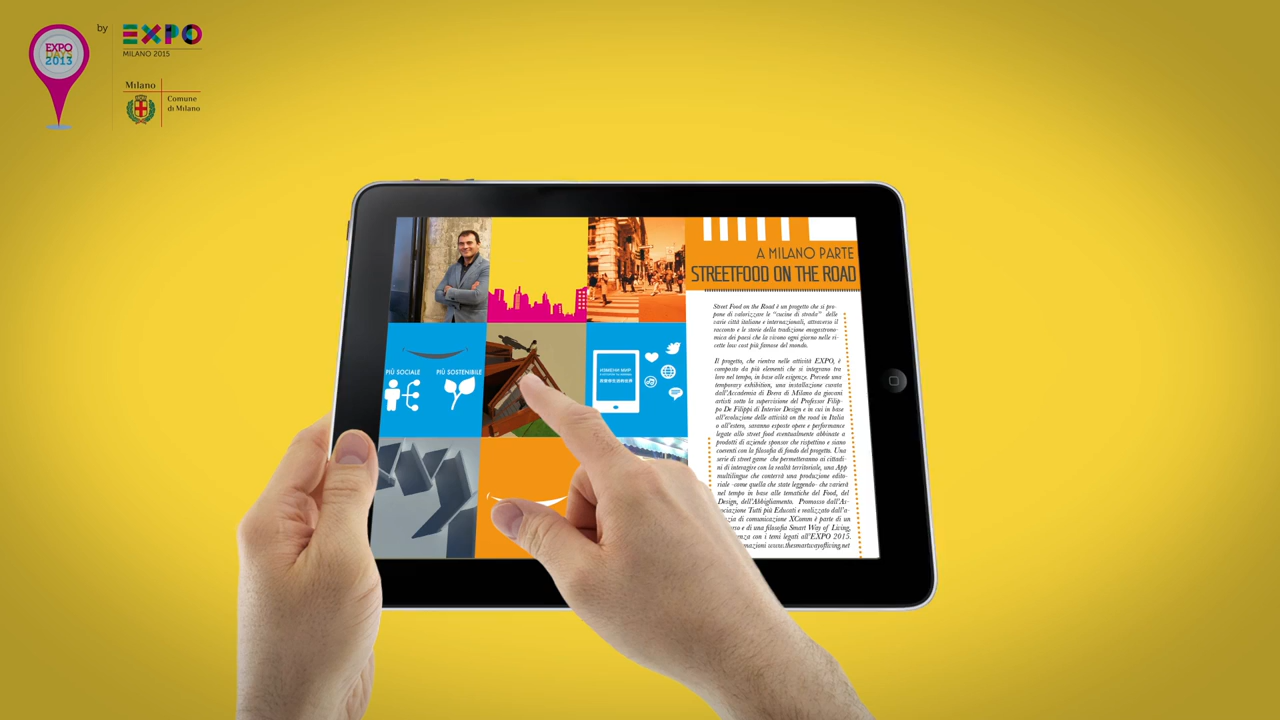 EXPO
DAYS
2013
by
EXPO
MILANO 2015
Milano
Comune
di Milano
A MILANO PARTE
STREETFOOD ON THE ROAD
Street Food on the Road è un progetto che si pro-
pone di valorizzare le “cucine di strada” delle
varie città italiane e internazionali, attraverso il
racconto e le storie della tradizione enogastrono-
mica dei paesi che la vivono ogni giorno nelle ri-
cette low cost più famose del mondo.
Il progetto, che rientra nelle attività EXPO, è
composto da più elementi che si integrano tra
loro nel tempo, in base alle esigenze. Prevede una
temporary exhibition, una installazione curata
dall'Accademia di Brera di Milano da giovani
artisti sotto la supervisione del Professor Filip-
po De Filippi di Interior Design e in cui in base
all'evoluzione delle attività on the road in Italia
o all'estero, saranno esposte opere e performance
legate allo street food eventualmente abbinate a
prodotti di aziende sponsor che rispettino e siano
coerenti con la filosofia di fondo del progetto. Una
serie di street game che permetteranno ai cittadi-
ni di interagire con la realtà territoriale, una App
multilingue che conterrà una produzione edito-
riale -come quella che state leggendo- che varierà
nel tempo in base alle tematiche del Food, del
Design, dell'Abbigliamento. Promosso dall'As-
sociazione Tutti più Educati e realizzato dall'a-
di comunicazione XComm è parte di un
e di una filosofia Smart Way of Living,
con i temi legati all'EXPO 2015.
www.thesmartwayofliving.net
PIÙ SOCIALE
PIÙ SOSTENIBILE
ИЗМЕНИ МИР